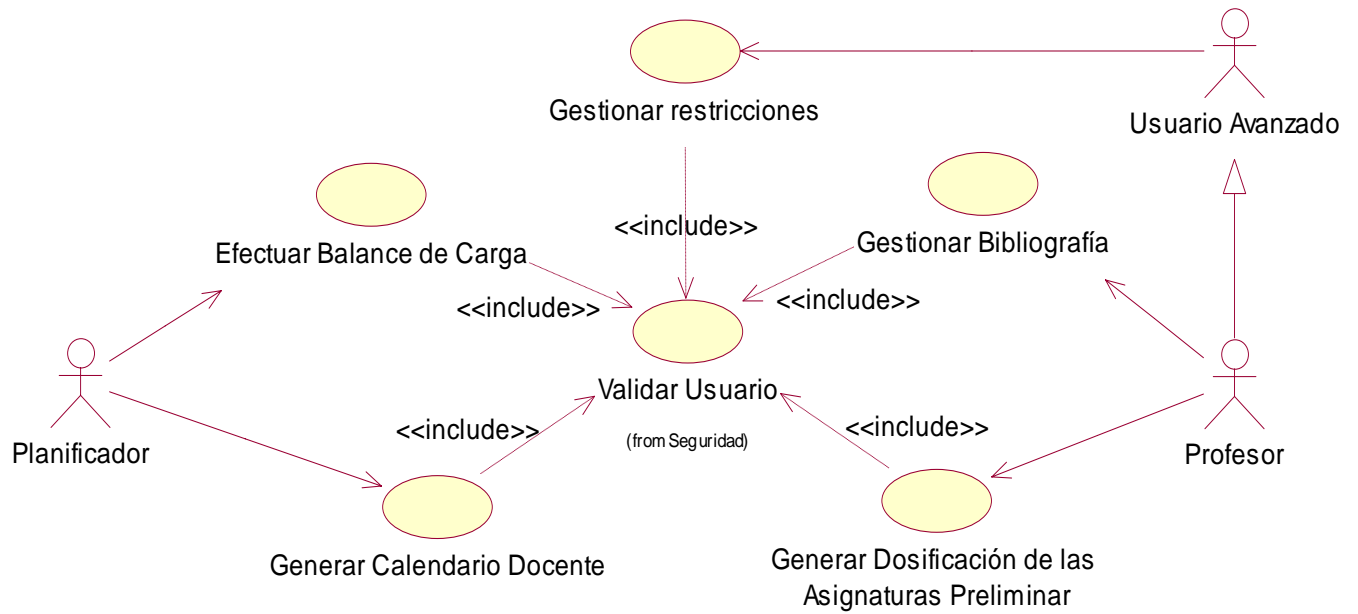 Gestionar restricciones
Usuario Avanzado
<<include>>
Efectuar Balance de Carga
Gestionar Bibliografía
<<include>>
<<include>>
Validar Usuario
(from Seguridad)
<<include>>
<<include>>
Planificador
Profesor
Generar Calendario Docente
Generar Dosificación de las
Asignaturas Preliminar